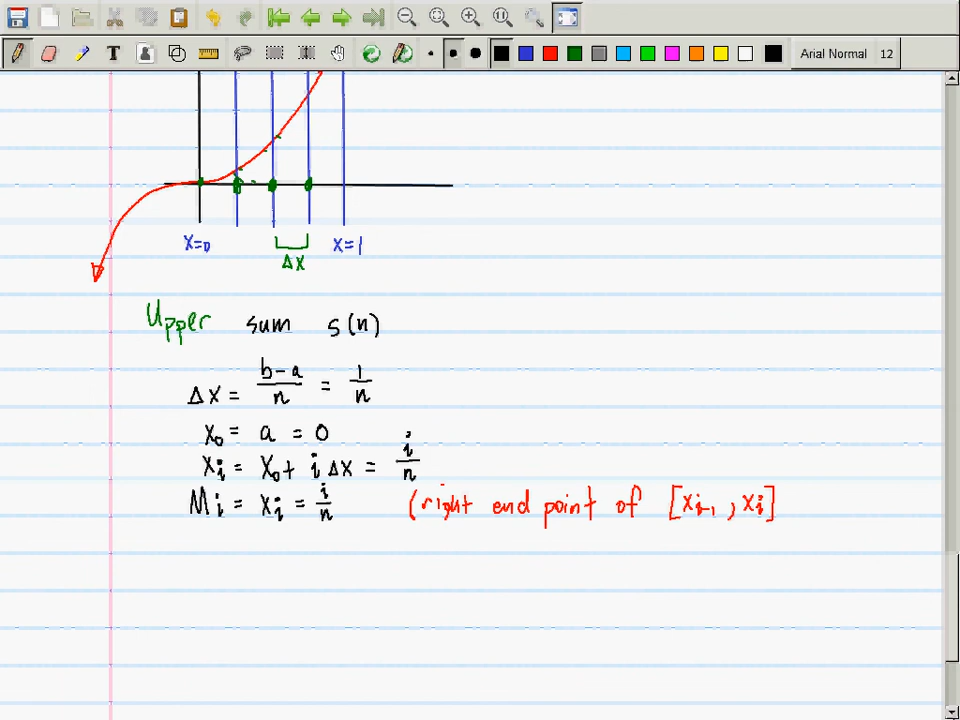 T
Arial Normal 12
x=0
x=1
Δx
Upper sum s(n)
Δx = b-a/n = 1/n
x₀ = a = 0
xᵢ = x₀ + i Δx = i/n
Mᵢ = xᵢ = i/n (right end point of [xᵢ₋₁, xᵢ]